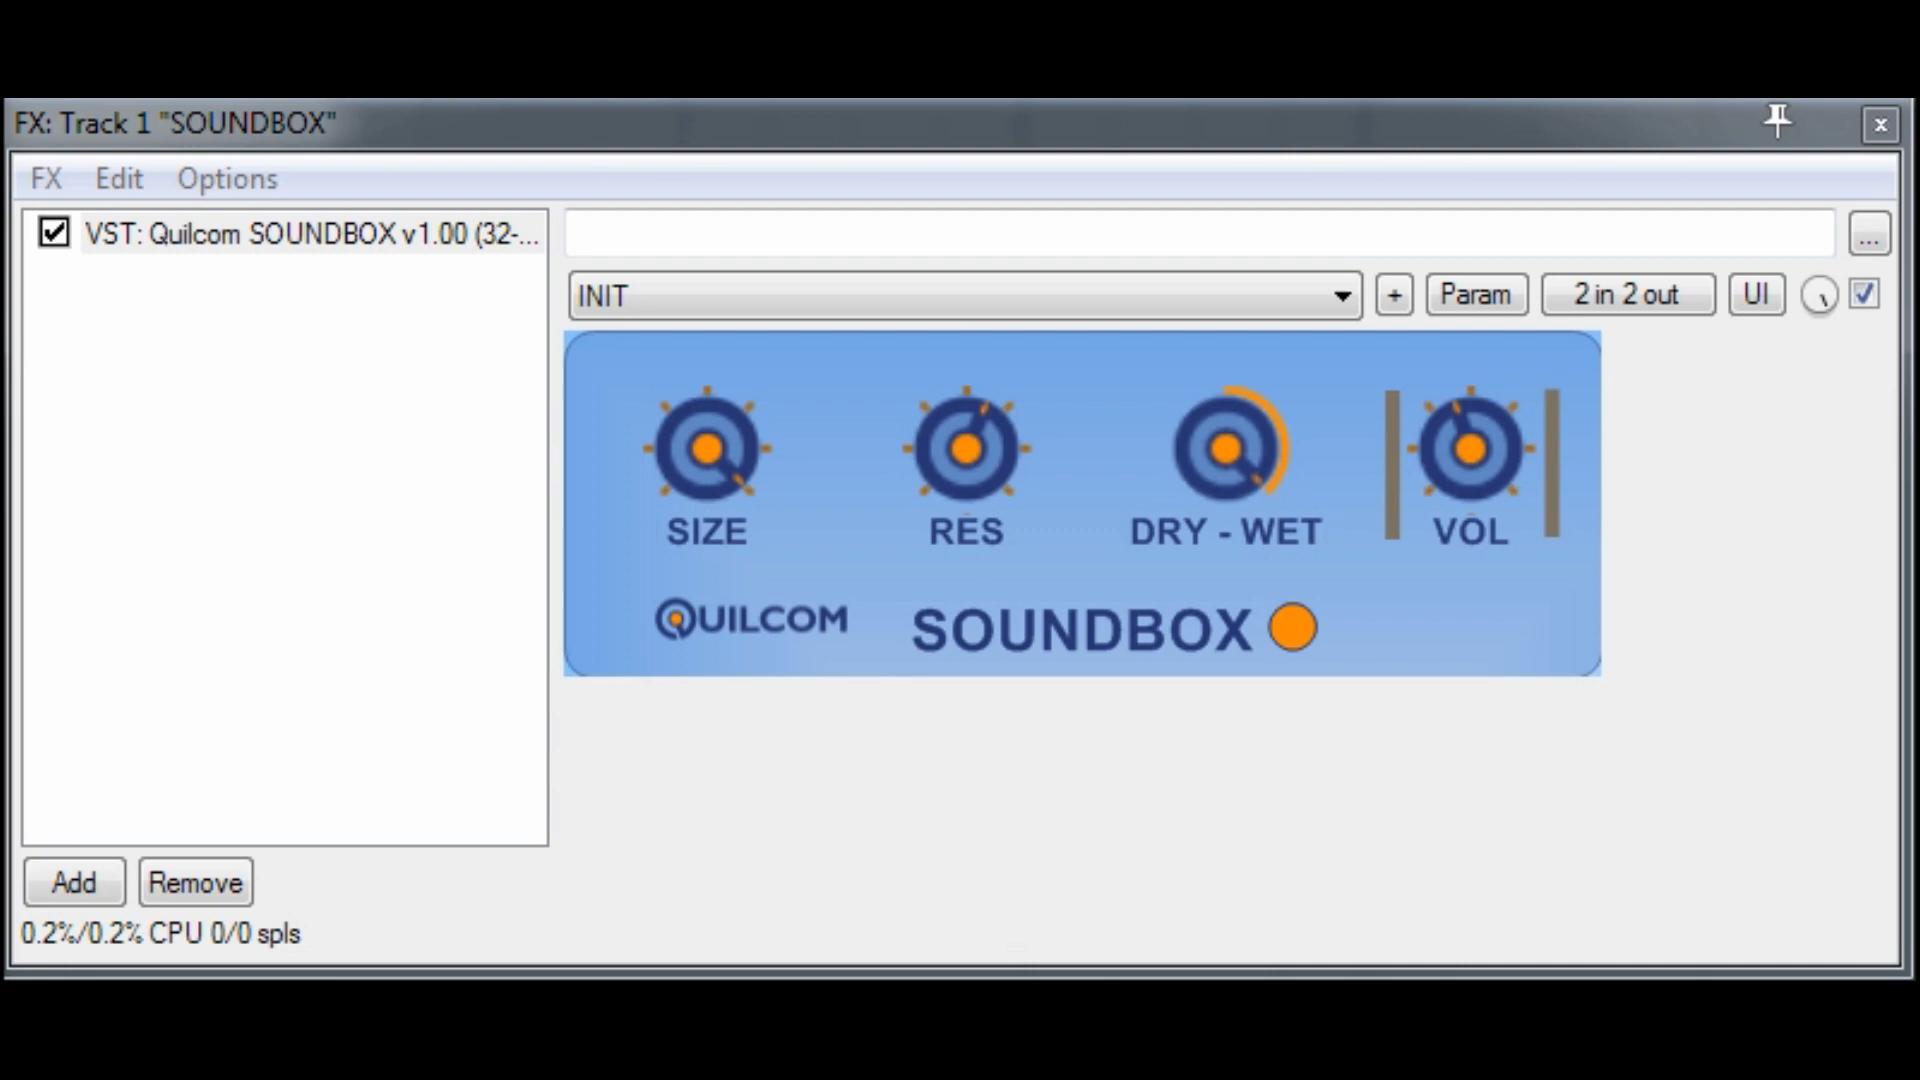 FX: Track 1 "SOUNDBOX"
x
FX Edit Options
VST: Quilcom SOUNDBOX v1.00 (32-...
...
INIT
+
Param
2 in 2 out
UI
SIZE
RES
DRY - WET
VOL
QUILCOM
SOUNDBOX
Add
Remove
0.2%/0.2% CPU 0/0 spls